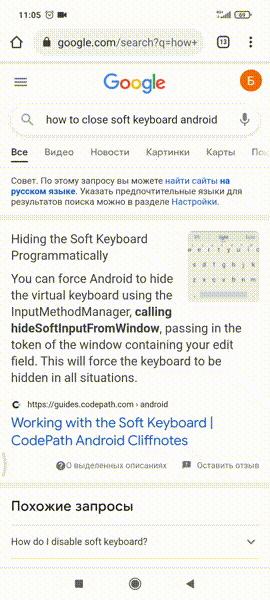 11:05
69
google.com/search?q=how+
13
Google
Б
how to close soft keyboard android
Все Видео Новости Картинки Карты
Совет. По этому запросу вы можете найти сайты на
русском языке. Указать предпочтительные языки для
результатов поиска можно в разделе Настройки.
Hiding the Soft Keyboard
Programmatically
You can force Android to hide
the virtual keyboard using the
InputMethodManager, calling
hideSoftInputFromWindow, passing in the
token of the window containing your edit
field. This will force the keyboard to be
hidden in all situations.
https://guides.codepath.com › android
Working with the Soft Keyboard |
CodePath Android Cliffnotes
О выделенных описаниях Оставить отзыв
Похожие запросы
How do I disable soft keyboard?